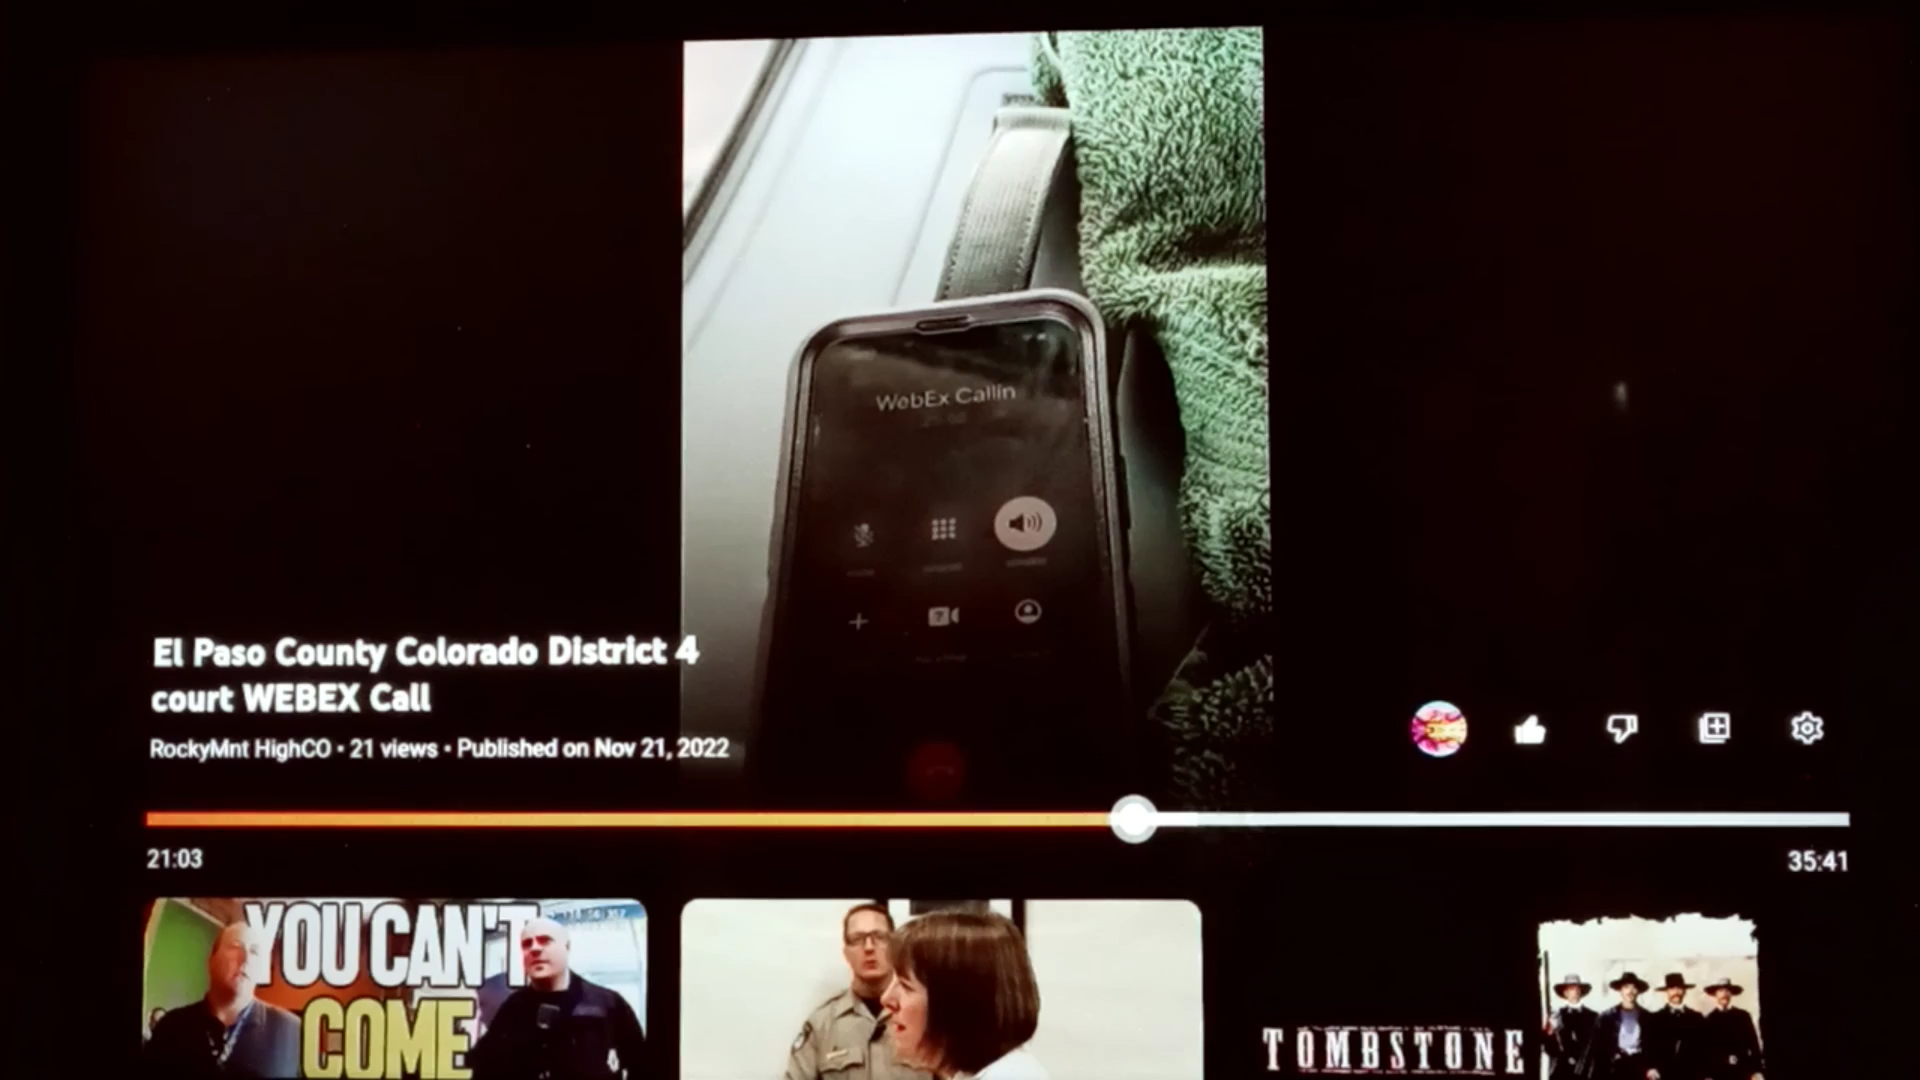 WebEx Callin
El Paso County Colorado District 4
court WEBEX Call
RockyMnt HighCO • 21 views • Published on Nov 21, 2022
21:03
35:41
YOU CAN'T
COME
TOMBSTONE